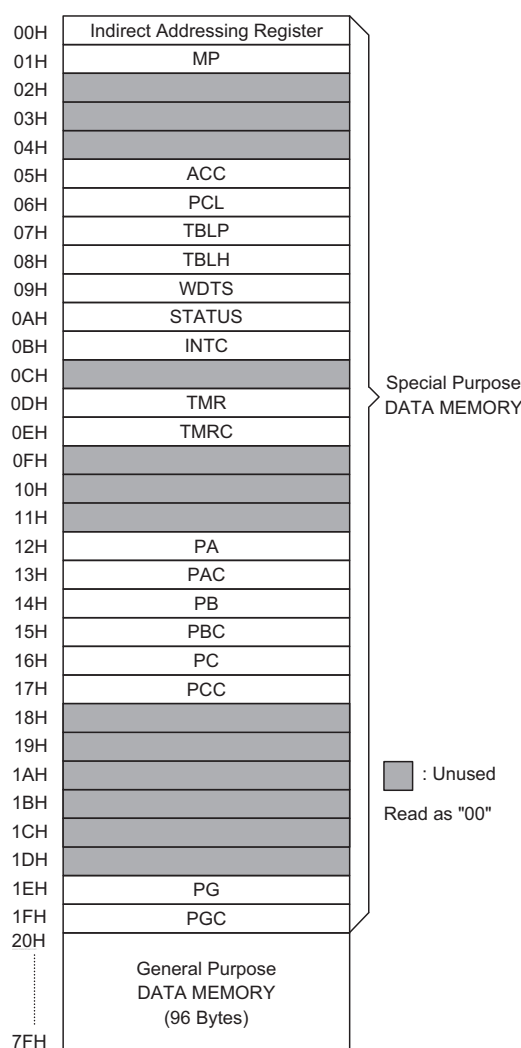 00H Indirect Addressing Register
01H MP
02H
03H
04H
05H ACC
06H PCL
07H TBLP
08H TBLH
09H WDTS
0AH STATUS
0BH INTC
0CH
0DH TMR
0EH TMRC
0FH
10H
11H
12H PA
13H PAC
14H PB
15H PBC
16H PC
17H PCC
18H
19H
1AH
1BH
1CH
1DH
1EH PG
1FH PGC
20H
General Purpose
DATA MEMORY
(96 Bytes)
7FH
Special Purpose
DATA MEMORY
: Unused
Read as "00"